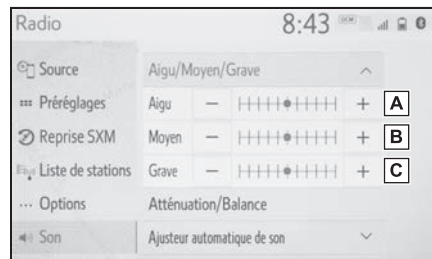 Radio 8:43 DCM
Source
Préréglages
Reprise SXM
Liste de stations
Options
Son
Aigu/Moyen/Grave
Aigu − + A
Moyen − + B
Grave − + C
Atténuation/Balance
Ajusteur automatique de son